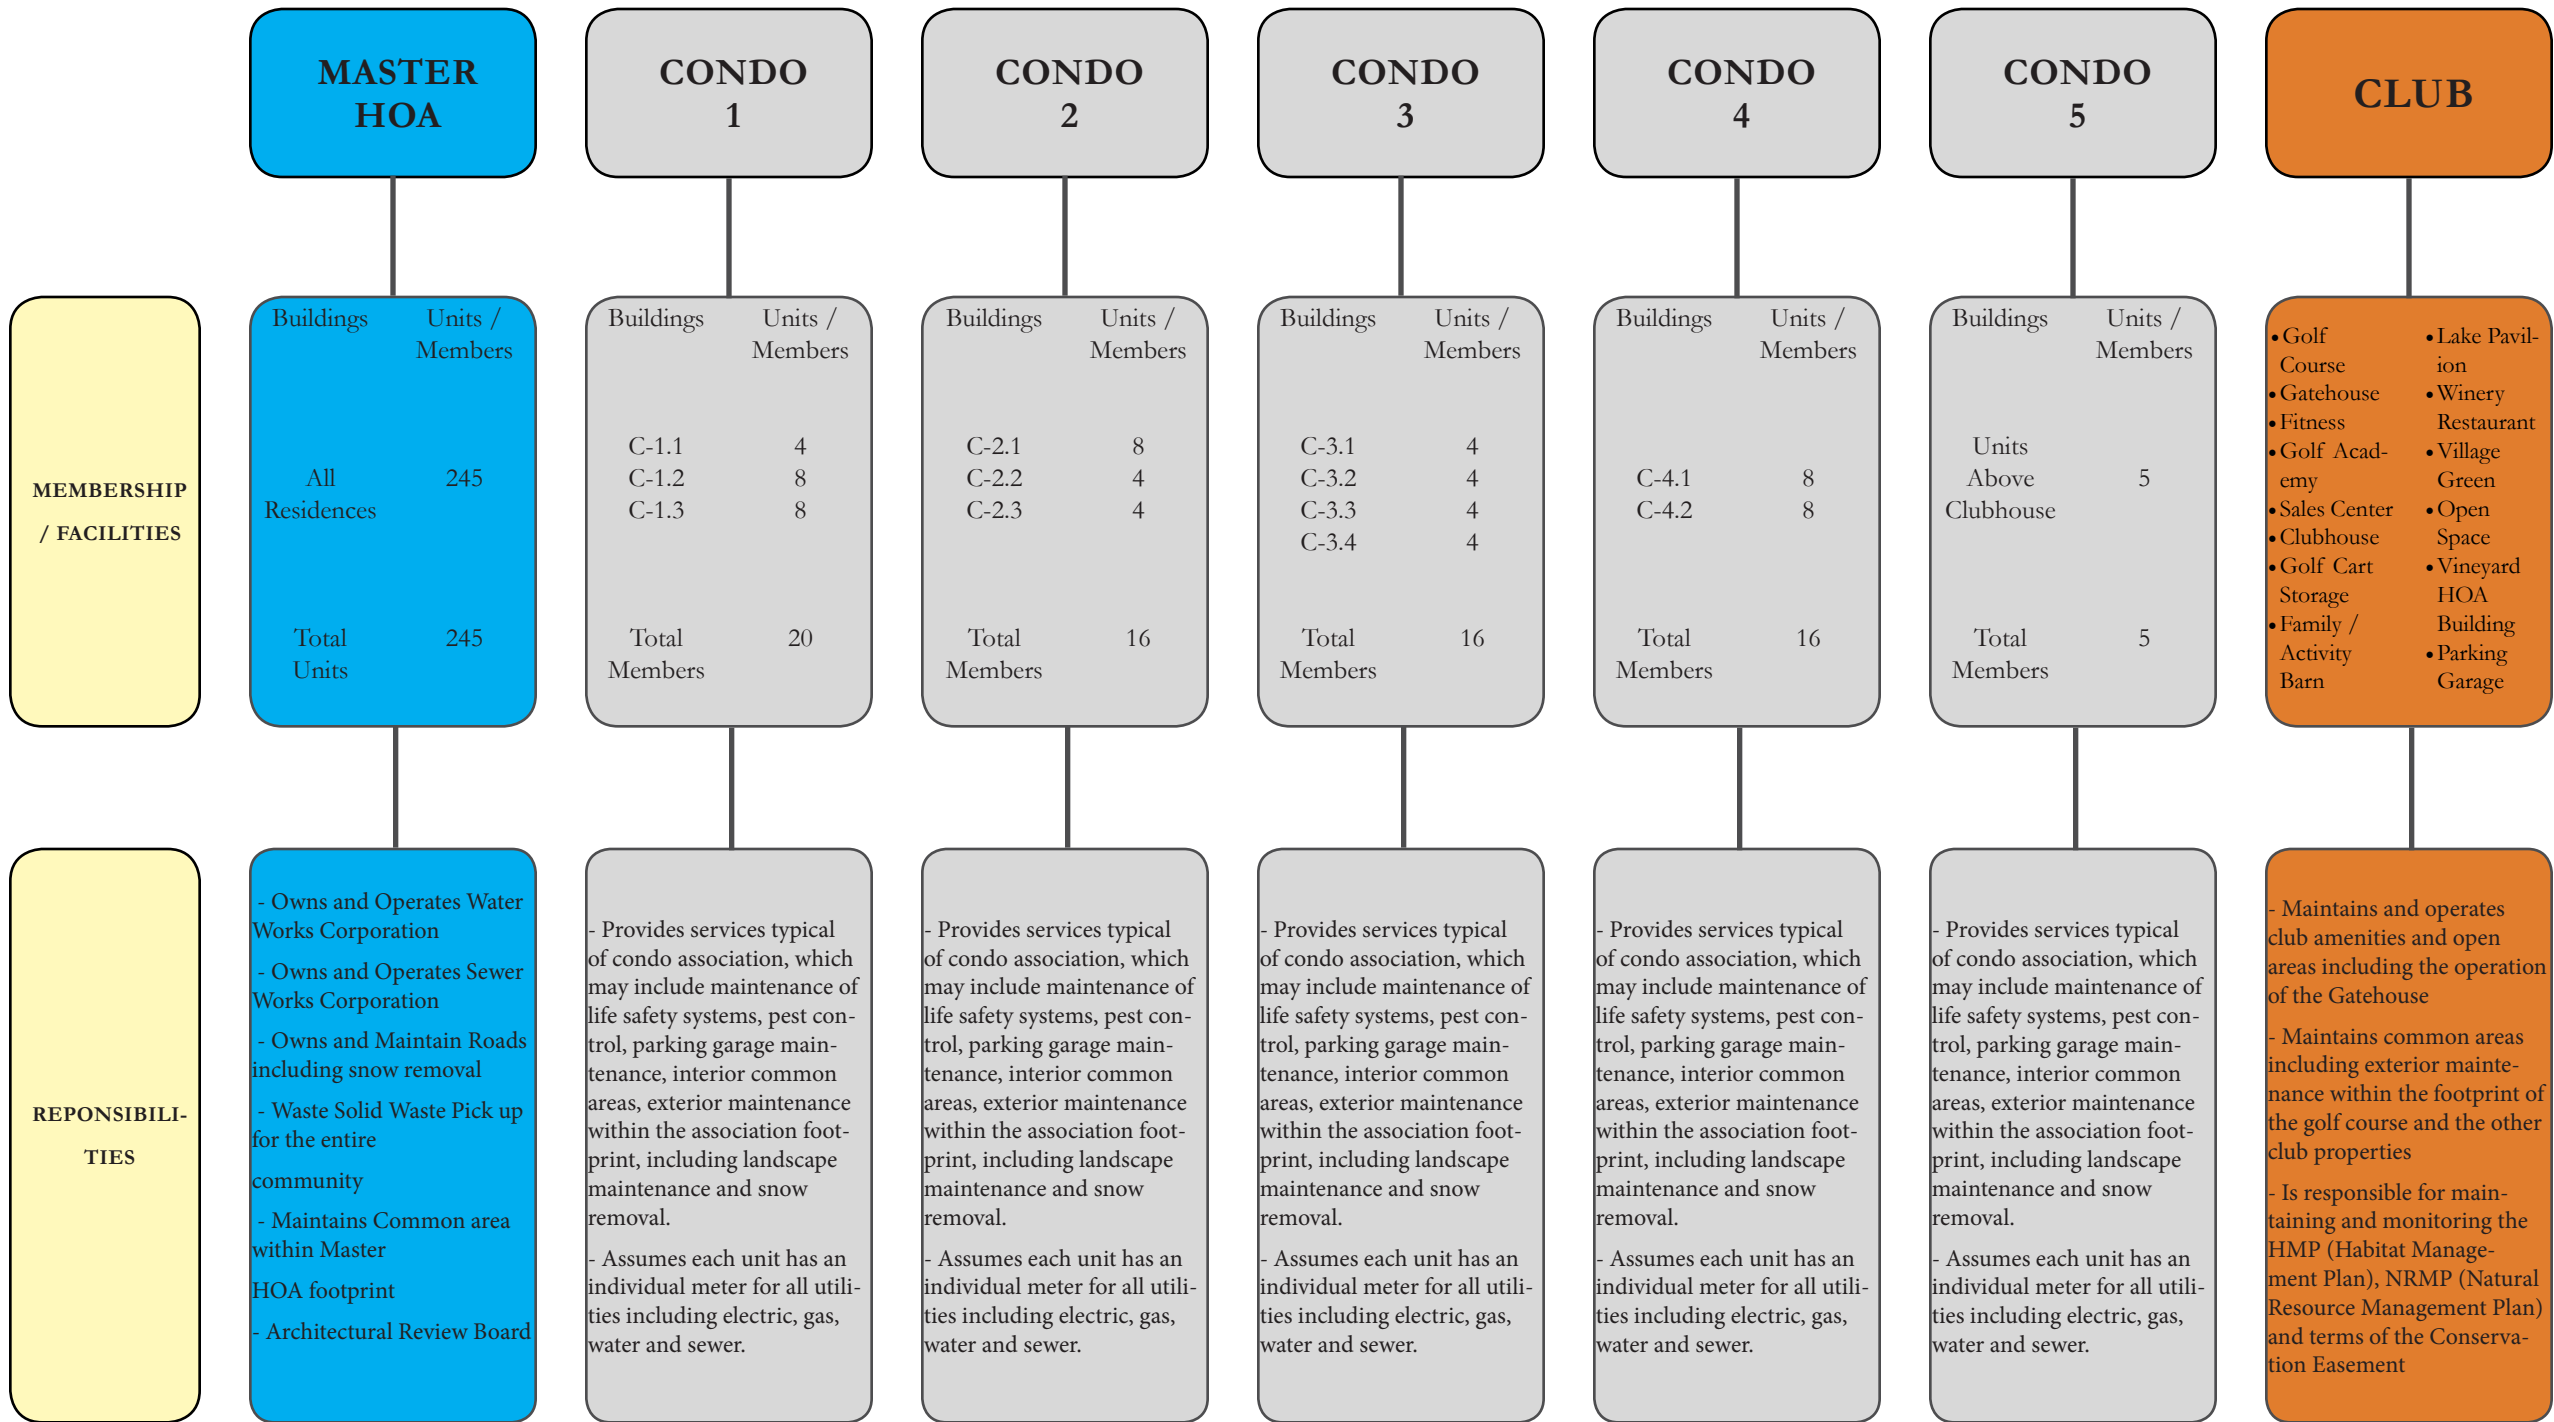 MASTER
HOA
CONDO
1
CONDO
2
CONDO
3
CONDO
4
CONDO
5
CLUB
MEMBERSHIP
/ FACILITIES
Buildings Units /
Members
All 245
Residences
Total 245
Units
Buildings Units /
Members
C-1.1 4
C-1.2 8
C-1.3 8
Total 20
Members
Buildings Units /
Members
C-2.1 8
C-2.2 4
C-2.3 4
Total 16
Members
Buildings Units /
Members
C-3.1 4
C-3.2 4
C-3.3 4
C-3.4 4
Total 16
Members
Buildings Units /
Members
C-4.1 8
C-4.2 8
Total 16
Members
Buildings Units /
Members
Units
Above 5
Clubhouse
Total 5
Members
• Golf
Course
• Gatehouse
• Fitness
• Golf Acad-
emy
• Sales Center
• Clubhouse
• Golf Cart
Storage
• Family /
Activity
Barn
• Lake Pavil-
ion
• Winery
Restaurant
• Village
Green
• Open
Space
• Vineyard
HOA
Building
• Parking
Garage
REPONSIBILI-
TIES
- Owns and Operates Water
Works Corporation
- Owns and Operates Sewer
Works Corporation
- Owns and Maintain Roads
including snow removal
- Waste Solid Waste Pick up
for the entire
community
- Maintains Common area
within Master
HOA footprint
- Architectural Review Board
- Provides services typical
of condo association, which
may include maintenance of
life safety systems, pest con-
trol, parking garage main-
tenance, interior common
areas, exterior maintenance
within the association foot-
print, including landscape
maintenance and snow
removal.
- Assumes each unit has an
individual meter for all utili-
ties including electric, gas,
water and sewer.
- Provides services typical
of condo association, which
may include maintenance of
life safety systems, pest con-
trol, parking garage main-
tenance, interior common
areas, exterior maintenance
within the association foot-
print, including landscape
maintenance and snow
removal.
- Assumes each unit has an
individual meter for all utili-
ties including electric, gas,
water and sewer.
- Provides services typical
of condo association, which
may include maintenance of
life safety systems, pest con-
trol, parking garage main-
tenance, interior common
areas, exterior maintenance
within the association foot-
print, including landscape
maintenance and snow
removal.
- Assumes each unit has an
individual meter for all utili-
ties including electric, gas,
water and sewer.
- Provides services typical
of condo association, which
may include maintenance of
life safety systems, pest con-
trol, parking garage main-
tenance, interior common
areas, exterior maintenance
within the association foot-
print, including landscape
maintenance and snow
removal.
- Assumes each unit has an
individual meter for all utili-
ties including electric, gas,
water and sewer.
- Provides services typical
of condo association, which
may include maintenance of
life safety systems, pest con-
trol, parking garage main-
tenance, interior common
areas, exterior maintenance
within the association foot-
print, including landscape
maintenance and snow
removal.
- Assumes each unit has an
individual meter for all utili-
ties including electric, gas,
water and sewer.
- Maintains and operates
club amenities and open
areas including the operation
of the Gatehouse
- Maintains common areas
including exterior mainte-
nance within the footprint of
the golf course and the other
club properties
- Is responsible for main-
taining and monitoring the
HMP (Habitat Manage-
ment Plan), NRMP (Natural
Resource Management Plan)
and terms of the Conserva-
tion Easement